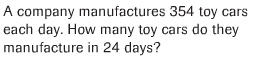 A company manufactures 354 toy cars
each day. How many toy cars do they
manufacture in 24 days?